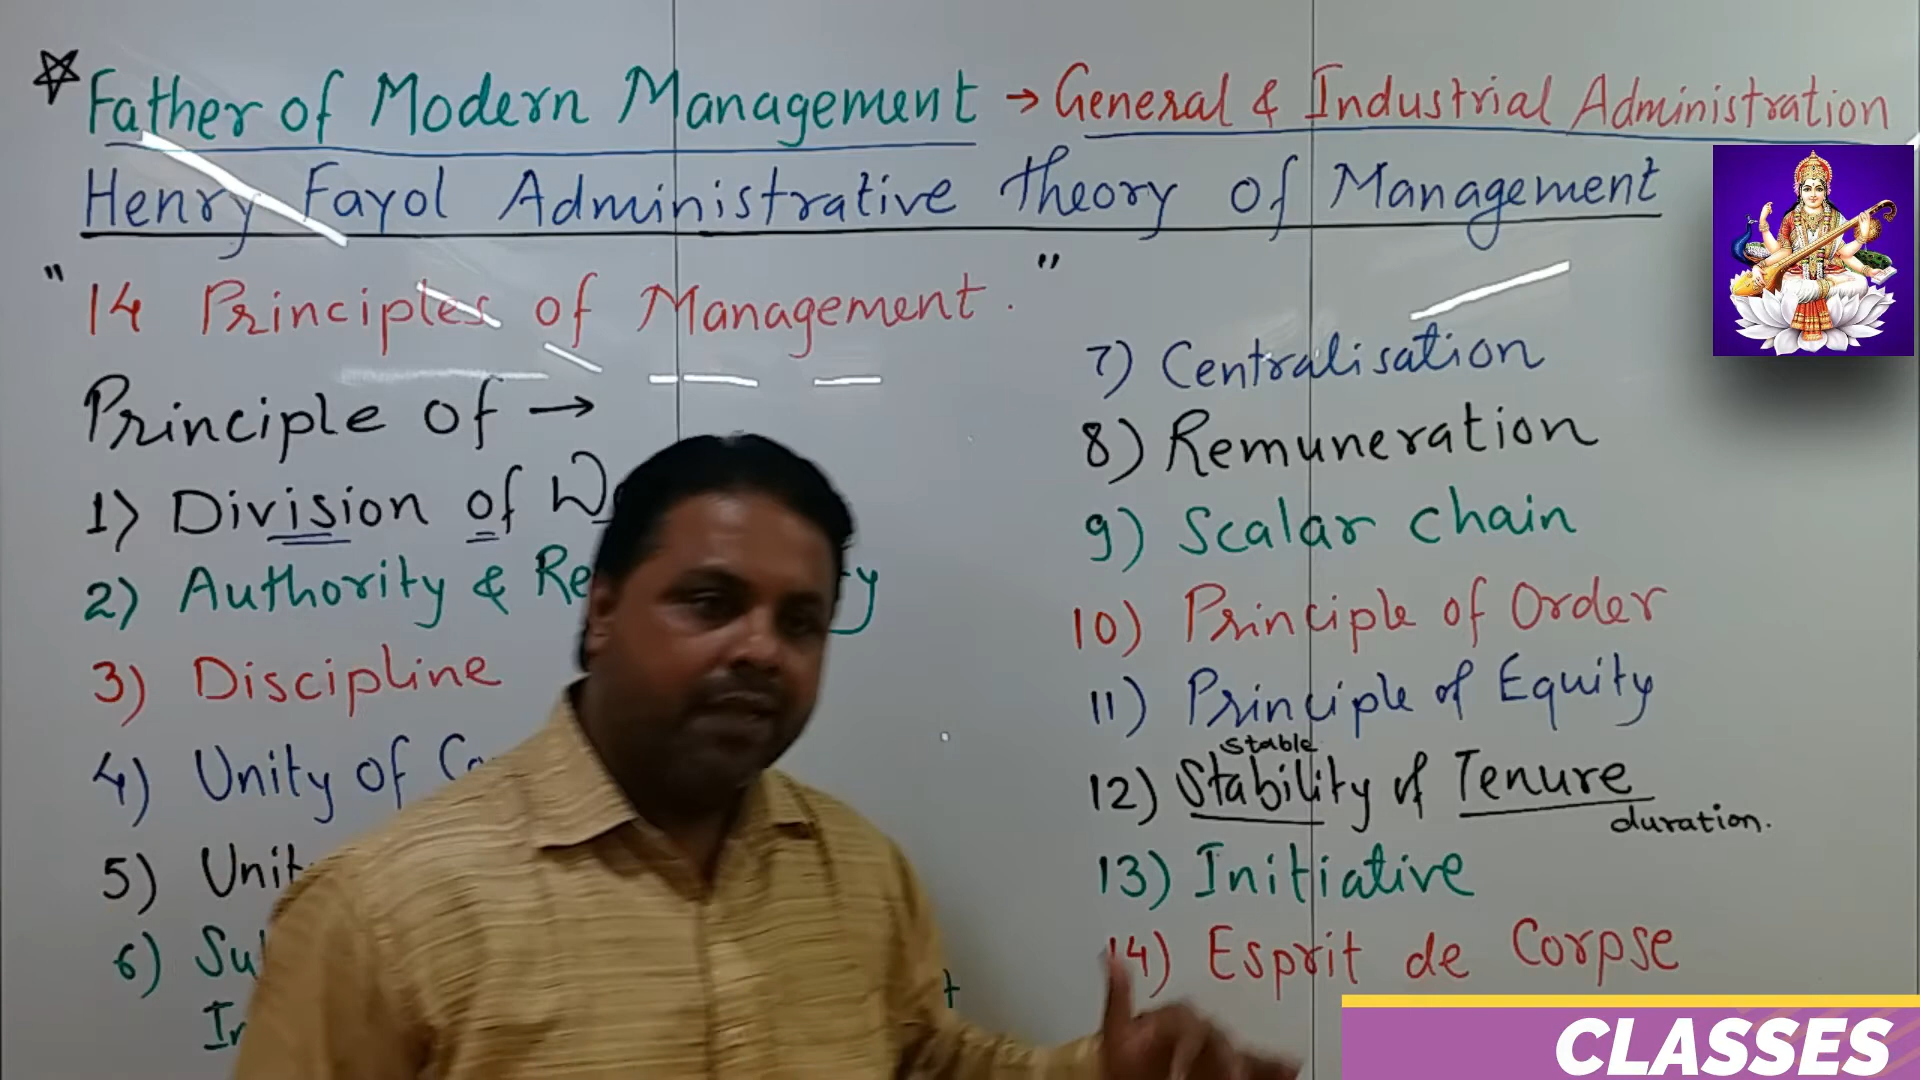 Father of Modern Management → General & Industrial Administration
Henry Fayol Administrative Theory of Management
"14 Principles of Management."
Principle of →
1) Division of
2) Authority &
3) Discipline
4) Unity of
5)
6)
7) Centralisation
8) Remuneration
9) Scalar chain
10) Principle of Order
11) Principle of Equity
stable
12) Stability of Tenure
duration.
13) Initiative
14) Esprit de Corpse
CLASSES